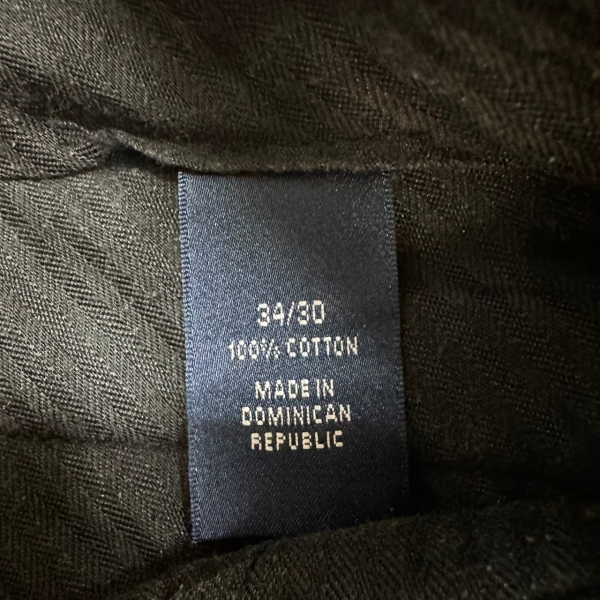 34/30
100% COTTON
MADE IN
DOMINICAN
REPUBLIC